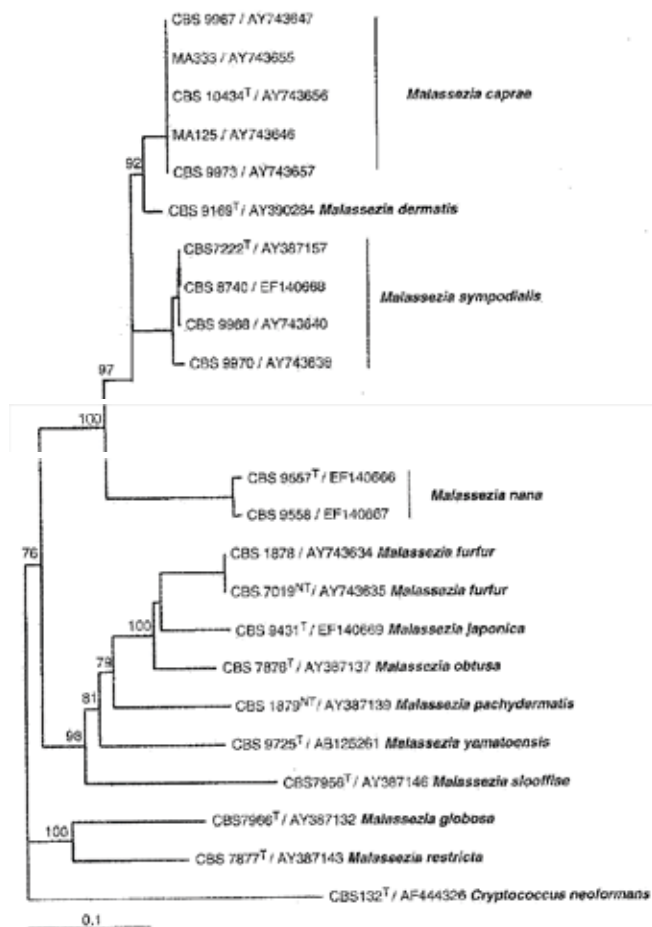 CBS 9967 / AY743647
MA333 / AY743655
CBS 10434T / AY743656
Malassezia caprae
MA125 / AY743646
92
CBS 9973 / AY743657
CBS 9169T / AY390284 Malassezia dermatis
CBS7222T / AY387157
CBS 8740 / EF140668
Malassezia sympodialis
CBS 9968 / AY743640
CBS 9970 / AY743638
97
100
CBS 9557T / EF140666
Malassezia nana
CBS 9558 / EF140667
76
CBS 1878 / AY743634 Malassezia furfur
CBS 7019NT / AY743635 Malassezia furfur
100
CBS 9431T / EF140669 Malassezia japonica
79
CBS 7876T / AY387137 Malassezia obtusa
81
CBS 1879NT / AY387139 Malassezia pachydermatis
98
CBS 9725T / AB125261 Malassezia yamatoensis
CBS7956T / AY387146 Malassezia slooffiae
CBS7966T / AY387132 Malassezia globosa
100
CBS 7877T / AY387143 Malassezia restricta
CBS132T / AF444326 Cryptococcus neoformans
0.1